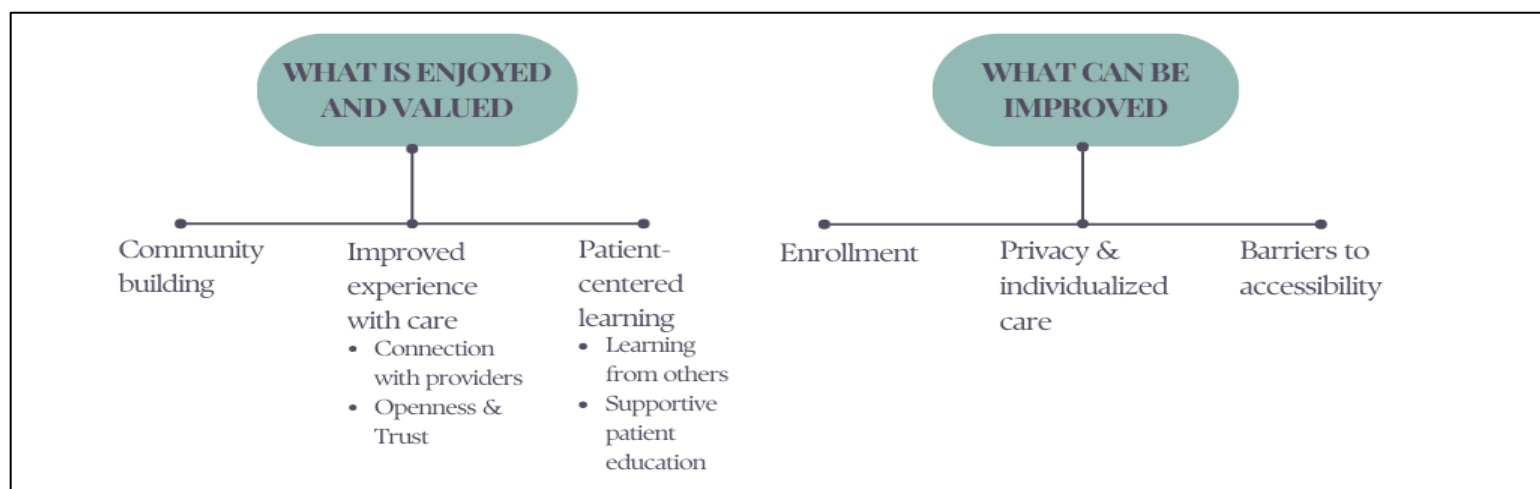 WHAT IS ENJOYED
AND VALUED
Community
building
Improved
experience
with care
• Connection
with providers
• Openness &
Trust
Patient-
centered
learning
• Learning
from others
• Supportive
patient
education
WHAT CAN BE
IMPROVED
Enrollment
Privacy &
individualized
care
Barriers to
accessibility